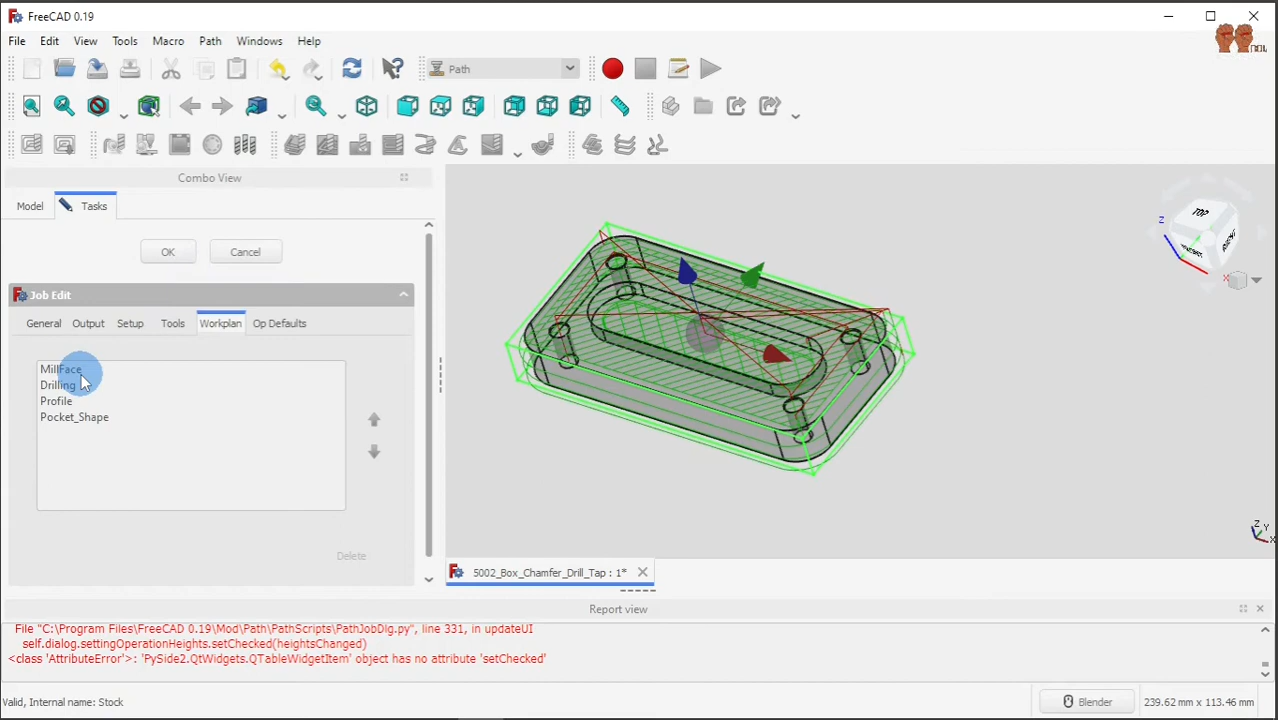 FreeCAD 0.19
File Edit View Tools Macro Path Windows Help
Path
Combo View
Model Tasks
OK Cancel
Job Edit
General Output Setup Tools Workplan Op Defaults
MillFace
Drilling
Profile
Pocket_Shape
Delete
TOP
RIGHT
Z
X
Z
Y
X
5002_Box_Chamfer_Drill_Tap : 1*
Report view
File "C:\Program Files\FreeCAD 0.19\Mod\Path\PathScripts\PathJobDlg.py", line 331, in updateUI
self.dialog.settingOperationHeights.setChecked(heightsChanged)
<class 'AttributeError'>: 'PySide2.QtWidgets.QTableWidgetItem' object has no attribute 'setChecked'
Valid, Internal name: Stock
Blender
239.62 mm x 113.46 mm